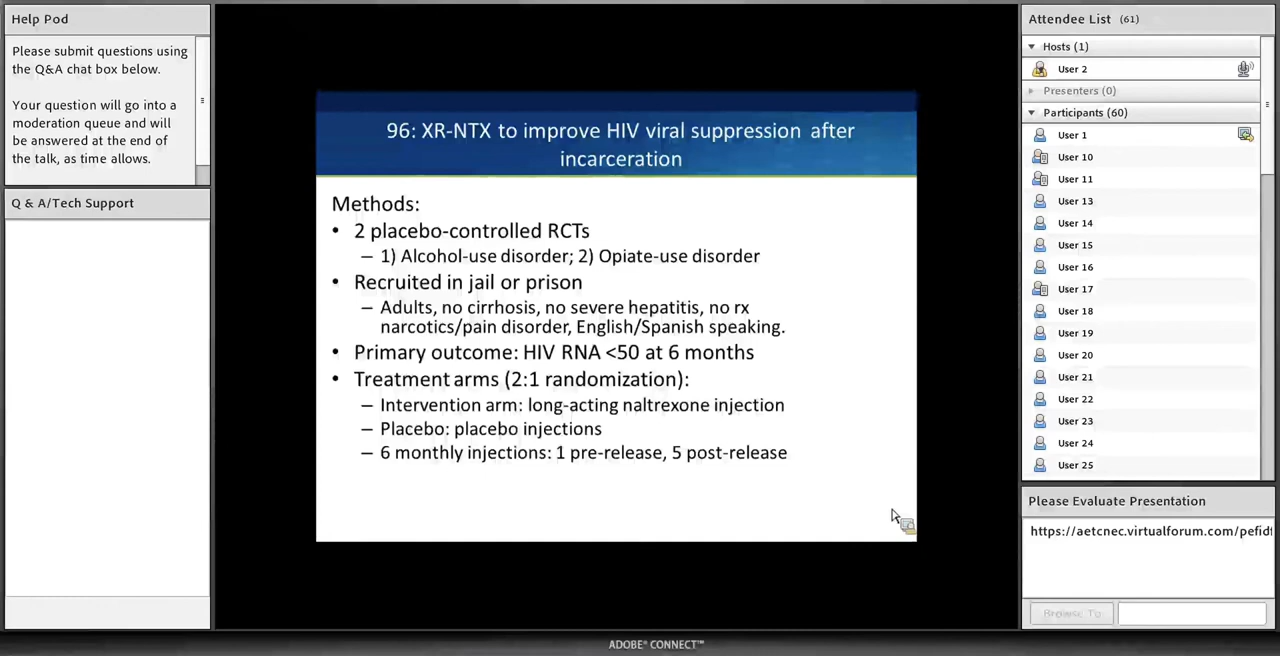 Help Pod
Please submit questions using
the Q&A chat box below.
Your question will go into a
moderation queue and will
be answered at the end of
the talk, as time allows.
Q & A/Tech Support
96: XR-NTX to improve HIV viral suppression after
incarceration
Methods:
• 2 placebo-controlled RCTs
– 1) Alcohol-use disorder; 2) Opiate-use disorder
• Recruited in jail or prison
– Adults, no cirrhosis, no severe hepatitis, no rx
narcotics/pain disorder, English/Spanish speaking.
• Primary outcome: HIV RNA <50 at 6 months
• Treatment arms (2:1 randomization):
– Intervention arm: long-acting naltrexone injection
– Placebo: placebo injections
– 6 monthly injections: 1 pre-release, 5 post-release
Attendee List (61)
Hosts (1)
User 2
Presenters (0)
Participants (60)
User 1
User 10
User 11
User 13
User 14
User 15
User 16
User 17
User 18
User 19
User 20
User 21
User 22
User 23
User 24
User 25
Please Evaluate Presentation
https://aetcnec.virtualforum.com/pefid
Browse To
ADOBE® CONNECT™